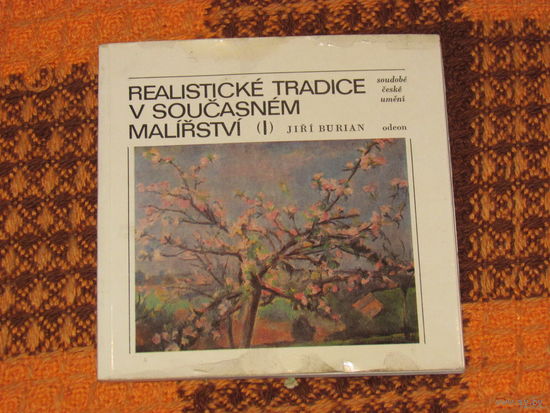 REALISTICKÉ TRADICE
V SOUČASNÉM
MALÍŘSTVÍ (I) JIŘÍ BURIAN
soudobé
české
umění
odeon